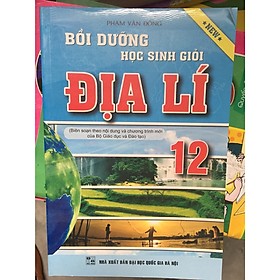 PHẠM VĂN ĐÔNG
NEW
BỒI DƯỠNG
HỌC SINH GIỎI
ĐỊA LÍ
(Biên soạn theo nội dung và chương trình mới
của Bộ Giáo dục và Đào tạo)
12
NHÀ XUẤT BẢN ĐẠI HỌC QUỐC GIA HÀ NỘI